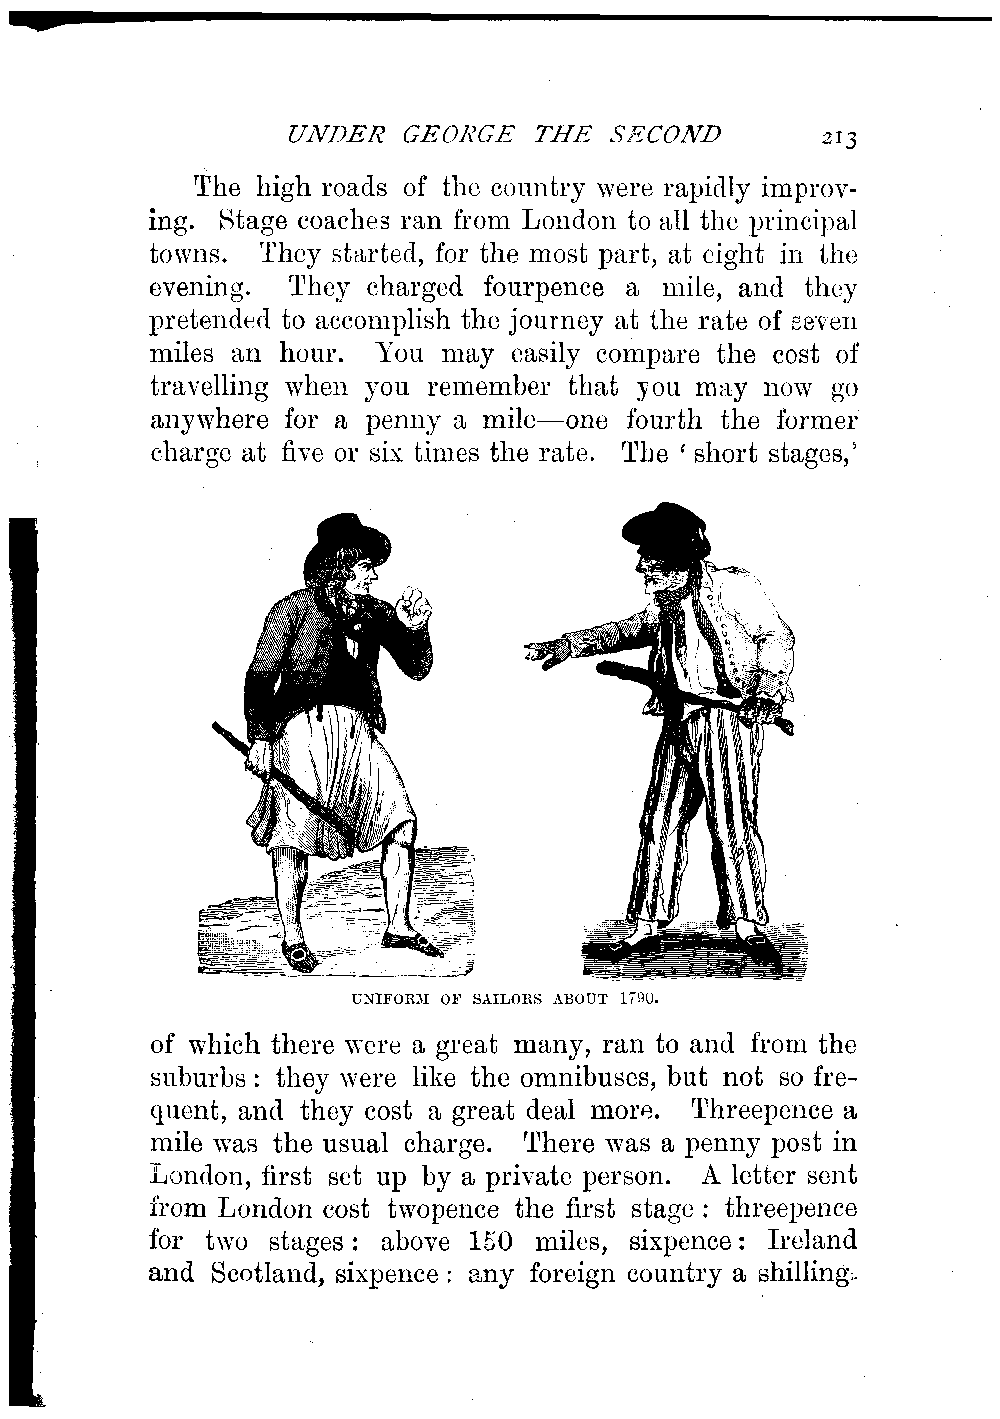 UNDER GEORGE THE SECOND 213
The high roads of the country were rapidly improv-
ing. Stage coaches ran from London to all the principal
towns. They started, for the most part, at eight in the
evening. They charged fourpence a mile, and they
pretended to accomplish the journey at the rate of seven
miles an hour. You may easily compare the cost of
travelling when you remember that you may now go
anywhere for a penny a mile—one fourth the former
charge at five or six times the rate. The ‘short stages,’
UNIFORM OF SAILORS ABOUT 1790.
of which there were a great many, ran to and from the
suburbs: they were like the omnibuses, but not so fre-
quent, and they cost a great deal more. Threepence a
mile was the usual charge. There was a penny post in
London, first set up by a private person. A letter sent
from London cost twopence the first stage: threepence
for two stages: above 150 miles, sixpence: Ireland
and Scotland, sixpence: any foreign country a shilling.